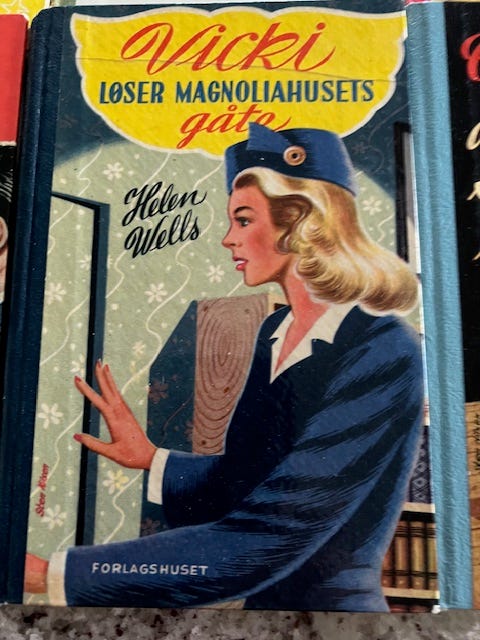 Vicki
LØSER MAGNOLIAHUSETS
gåte
Helen
Wells
FORLAGSHUSET